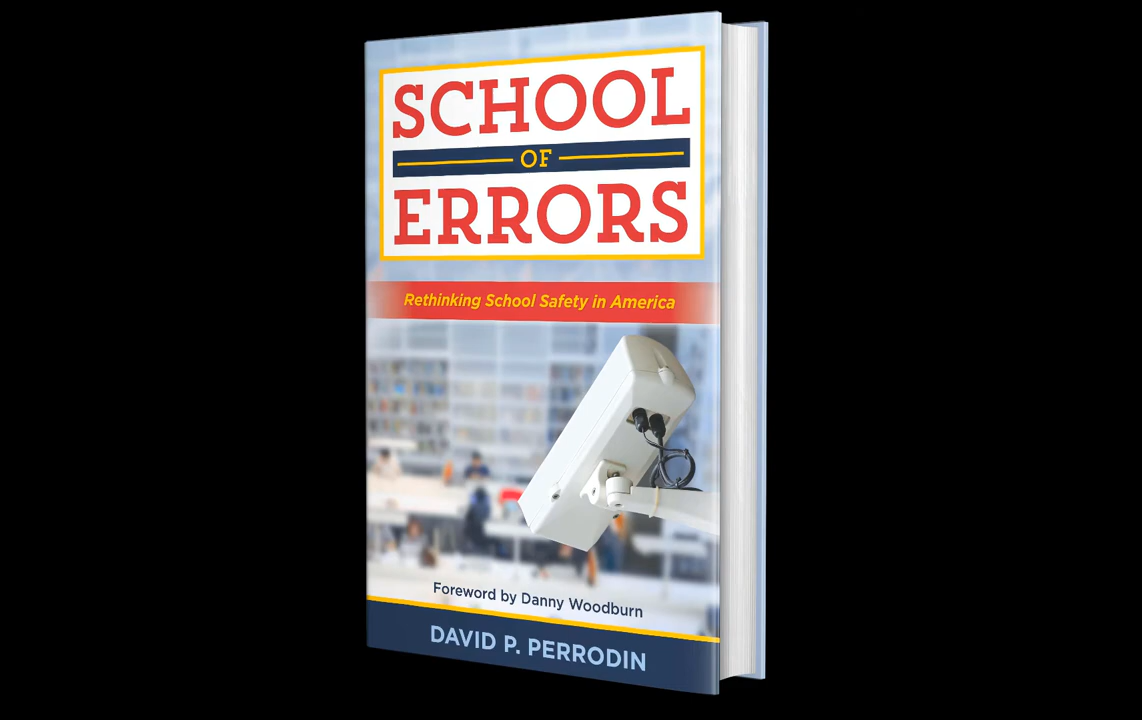 SCHOOL
OF
ERRORS
Rethinking School Safety in America
Foreword by Danny Woodburn
DAVID P. PERRODIN